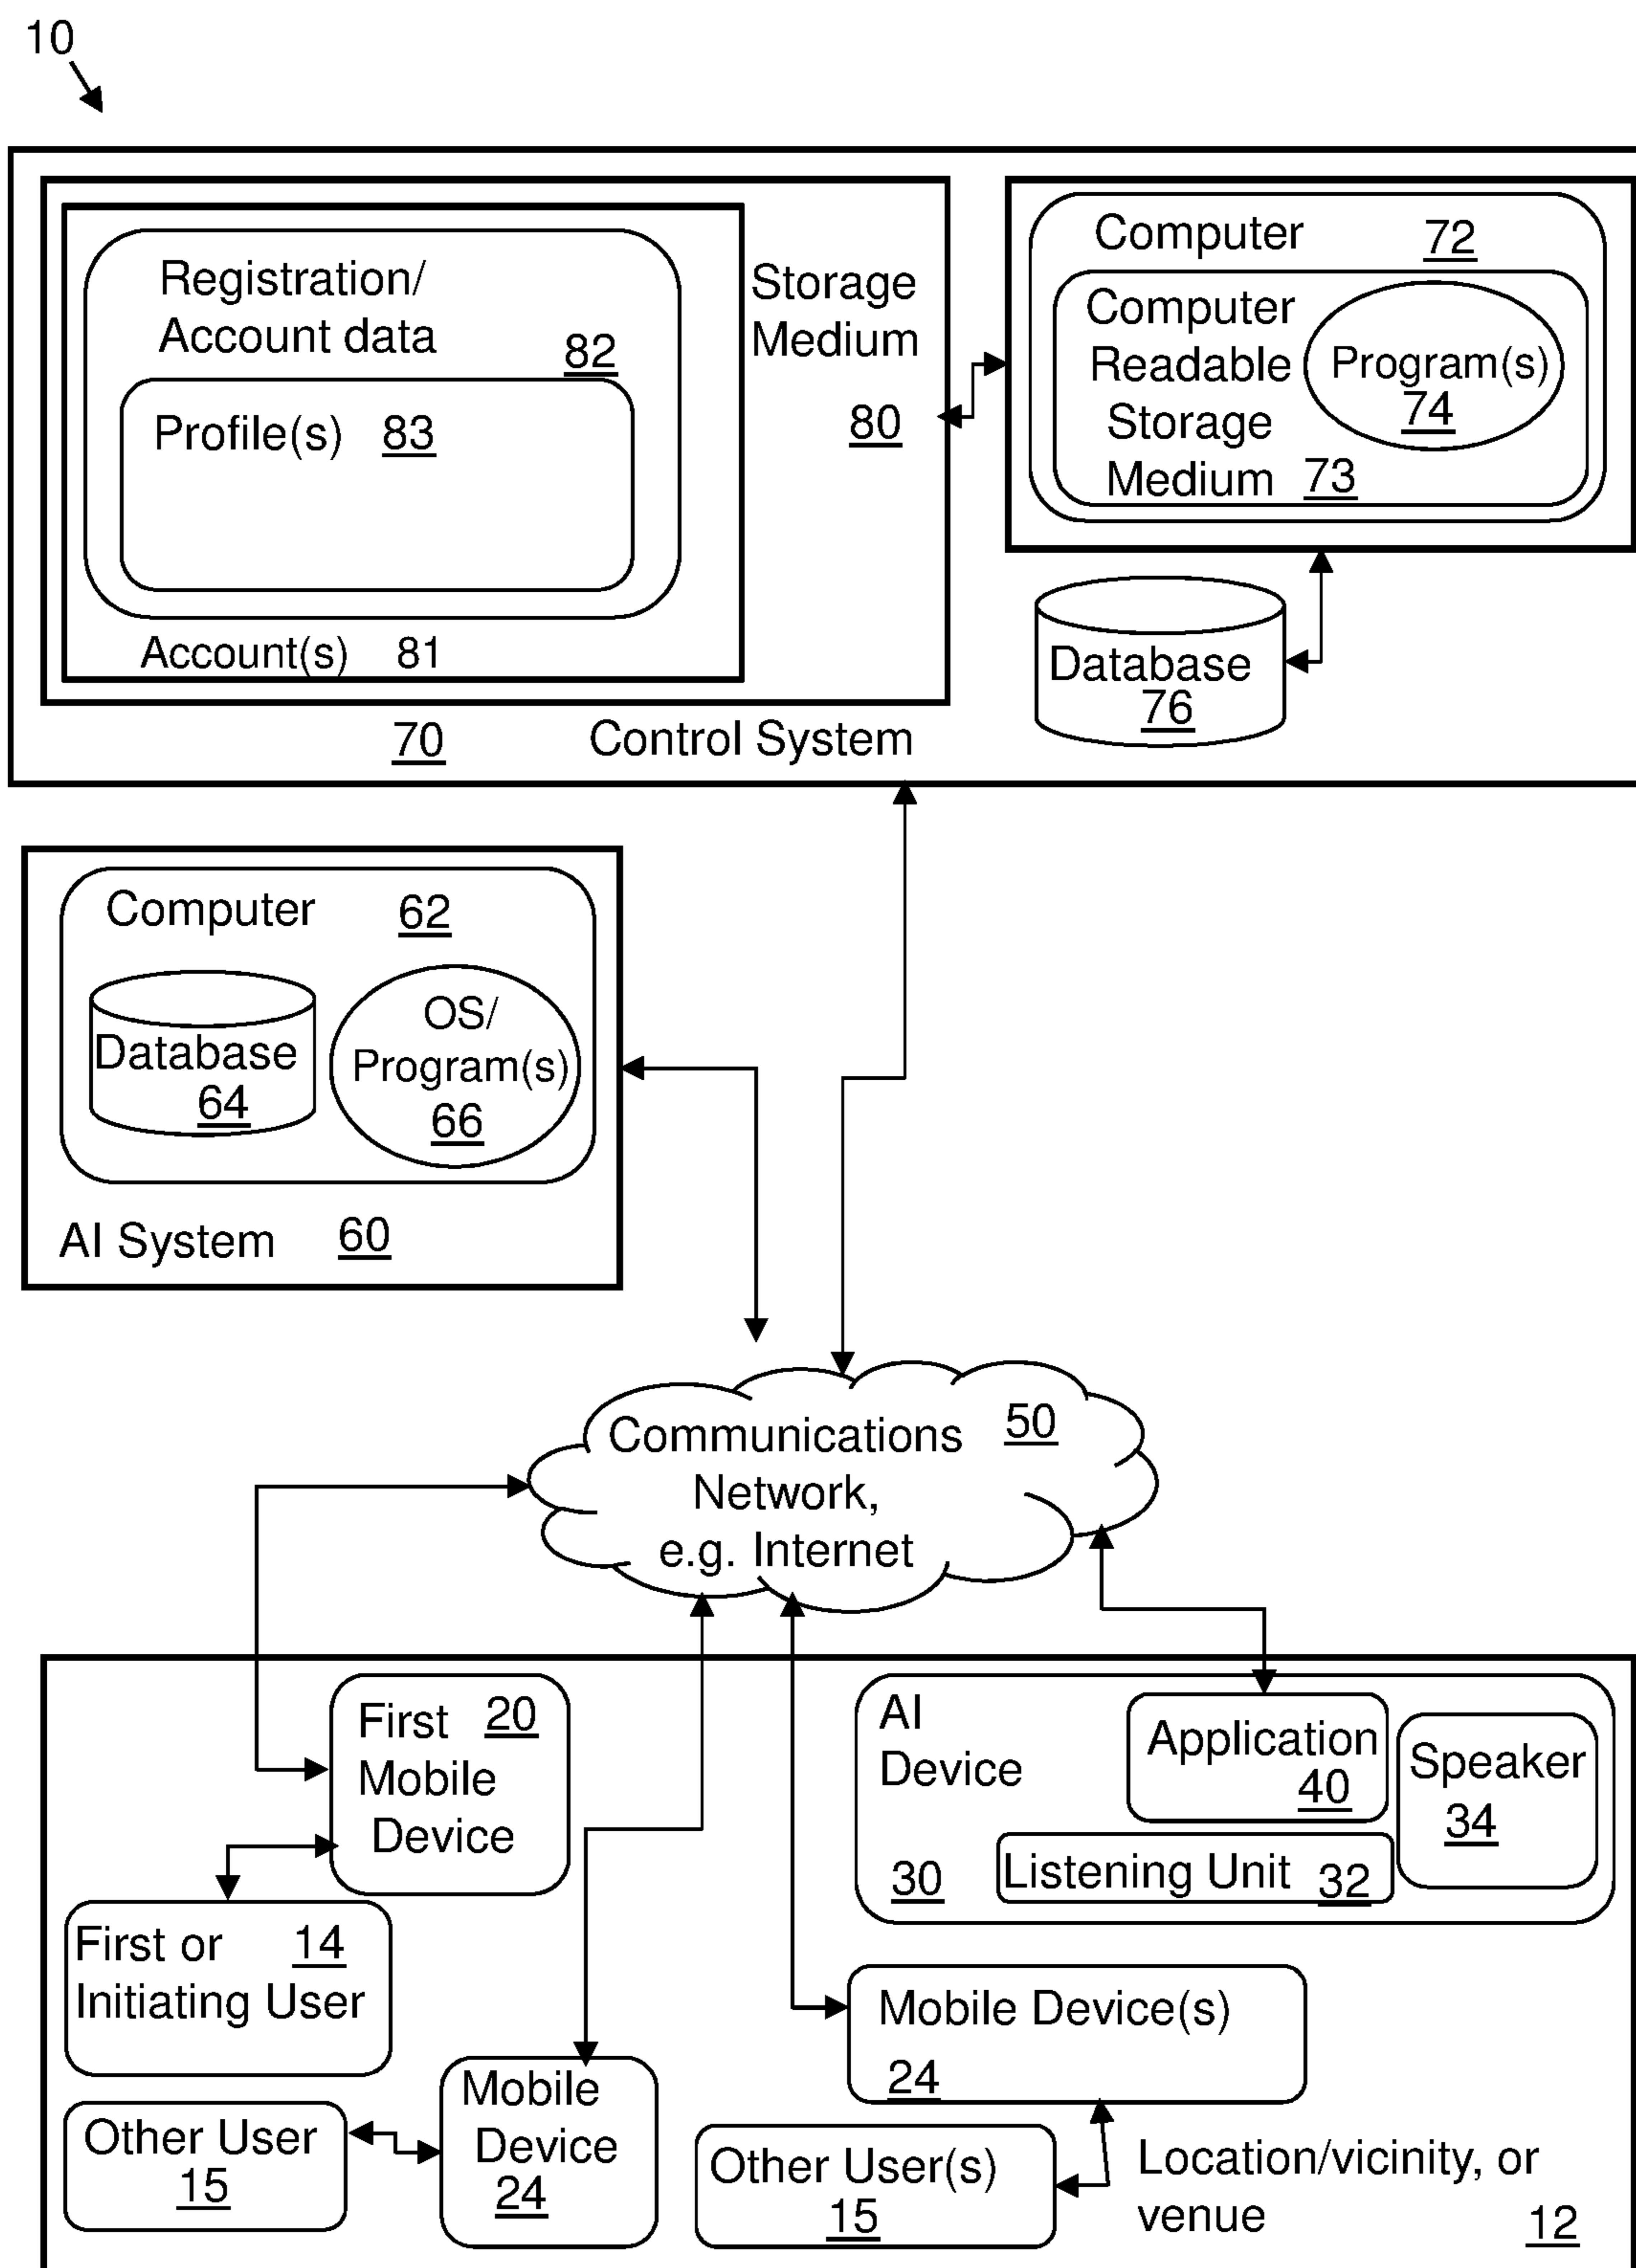 10
Registration/
Account data
82
Profile(s) 83
Account(s) 81
Storage
Medium
80
70 Control System
Computer 72
Computer
Readable
Storage
Medium 73
Program(s)
74
Database
76
Computer 62
Database
64
OS/
Program(s)
66
AI System 60
Communications 50
Network,
e.g. Internet
First 20
Mobile
Device
First or 14
Initiating User
Other User
15
Mobile
Device
24
AI
Device
30
Application
40
Speaker
34
Listening Unit 32
Mobile Device(s)
24
Other User(s)
15
Location/vicinity, or
venue 12